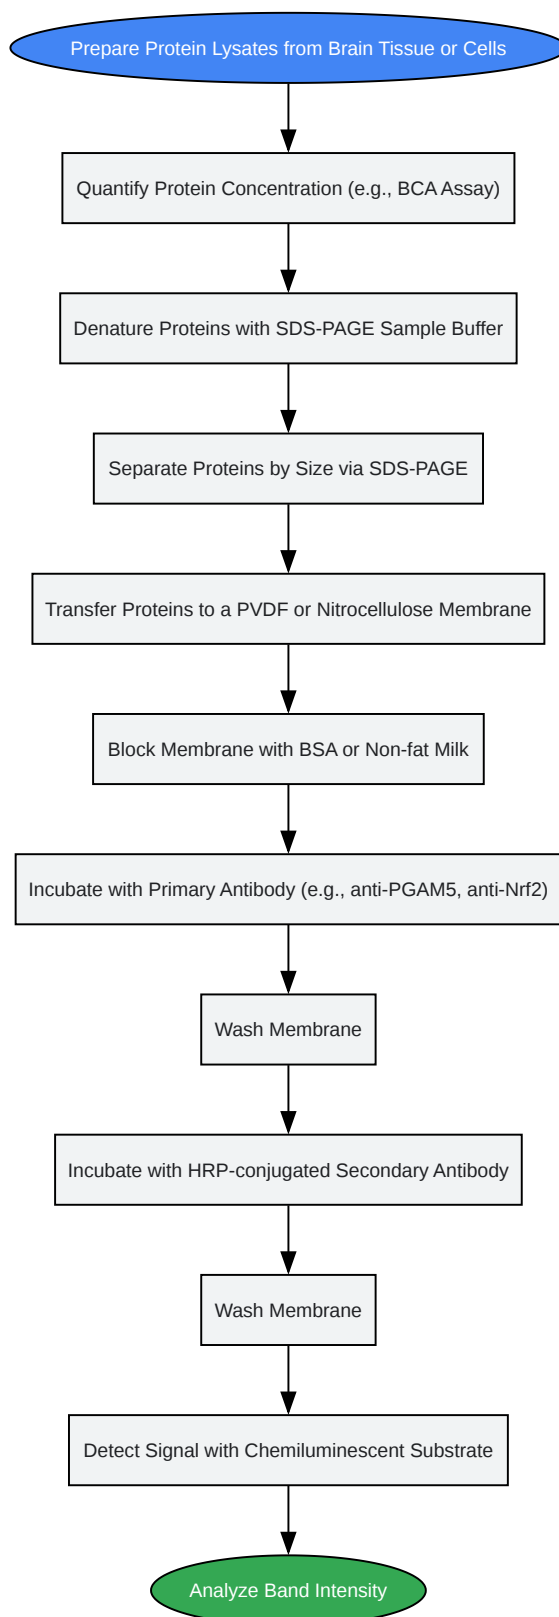 Prepare Protein Lysates from Brain Tissue or Cells
Quantify Protein Concentration (e.g., BCA Assay)
Denature Proteins with SDS-PAGE Sample Buffer
Separate Proteins by Size via SDS-PAGE
Transfer Proteins to a PVDF or Nitrocellulose Membrane
Block Membrane with BSA or Non-fat Milk
Incubate with Primary Antibody (e.g., anti-PGAM5, anti-Nrf2)
Wash Membrane
Incubate with HRP-conjugated Secondary Antibody
Wash Membrane
Detect Signal with Chemiluminescent Substrate
Analyze Band Intensity